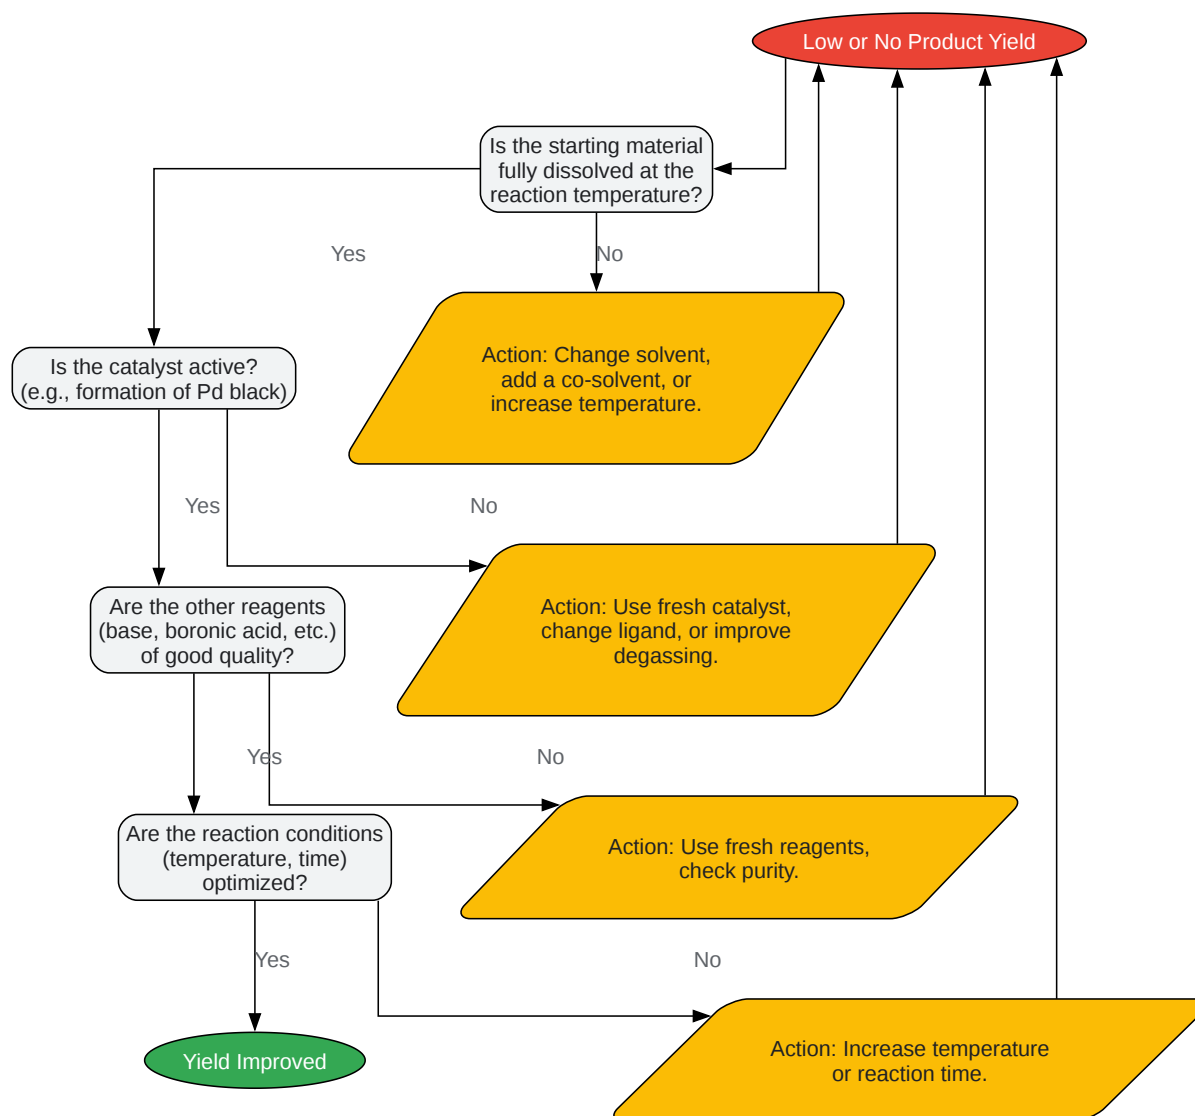 Low or No Product Yield
Is the starting material
fully dissolved at the
reaction temperature?
Yes
No
Action: Change solvent,
add a co-solvent, or
increase temperature.
Is the catalyst active?
(e.g., formation of Pd black)
Yes
No
Action: Use fresh catalyst,
change ligand, or improve
degassing.
Are the other reagents
(base, boronic acid, etc.)
of good quality?
Yes
No
Action: Use fresh reagents,
check purity.
Are the reaction conditions
(temperature, time)
optimized?
Yes
No
Action: Increase temperature
or reaction time.
Yield Improved